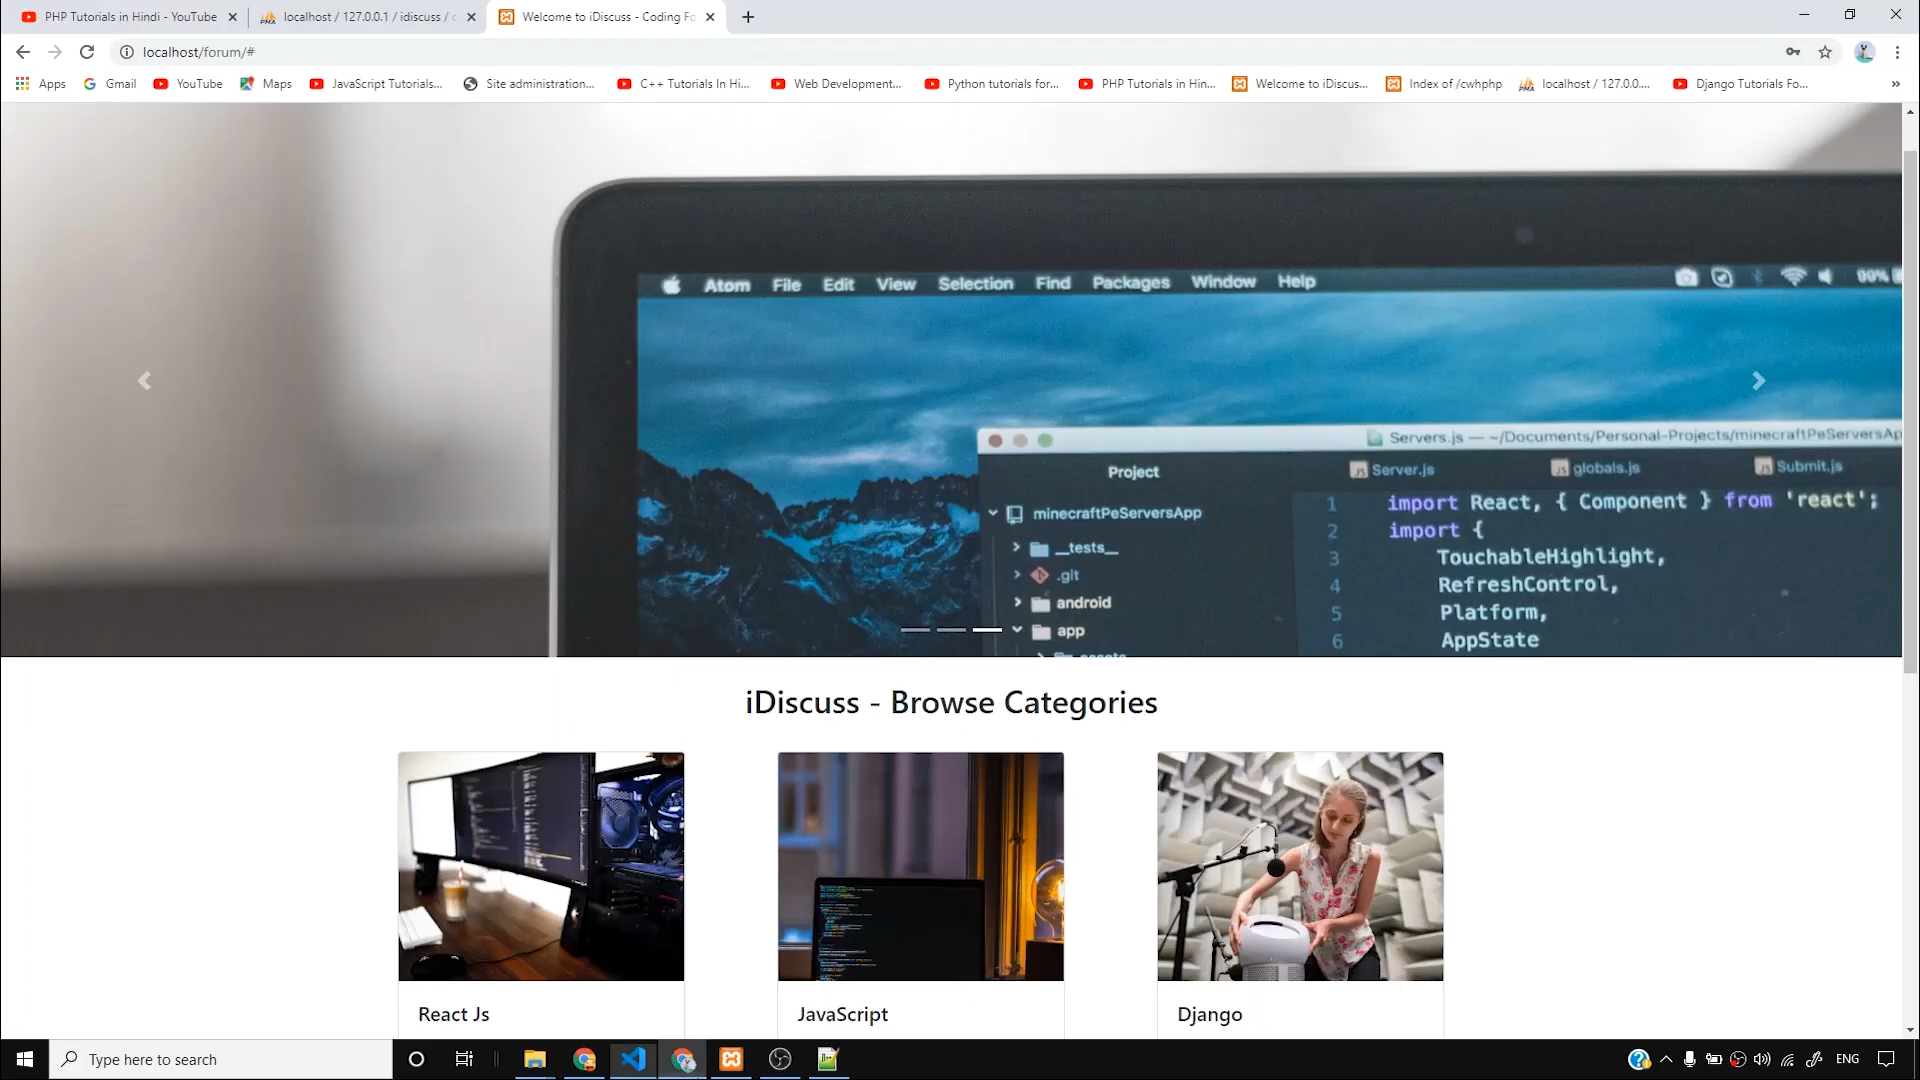 PHP Tutorials in Hindi - YouTube
localhost / 127.0.0.1 / idiscuss /
Welcome to iDiscuss - Coding Fo
localhost/forum/#
Apps
Gmail
YouTube
Maps
JavaScript Tutorials...
Site administration...
C++ Tutorials In Hi...
Web Development...
Python tutorials for...
PHP Tutorials in Hin...
Welcome to iDiscus...
Index of /cwhphp
localhost / 127.0.0....
Django Tutorials Fo...
Atom File Edit View Selection Find Packages Window Help
99%
Servers.js — ~/Documents/Personal-Projects/minecraftPeServersAp
Project
Server.js
globals.js
Submit.js
minecraftPeServersApp
__tests__
.git
android
app
assets
1 import React, { Component } from 'react';
2 import {
3 TouchableHighlight,
4 RefreshControl,
5 Platform,
6 AppState
iDiscuss - Browse Categories
React Js
JavaScript
Django
Type here to search
ENG